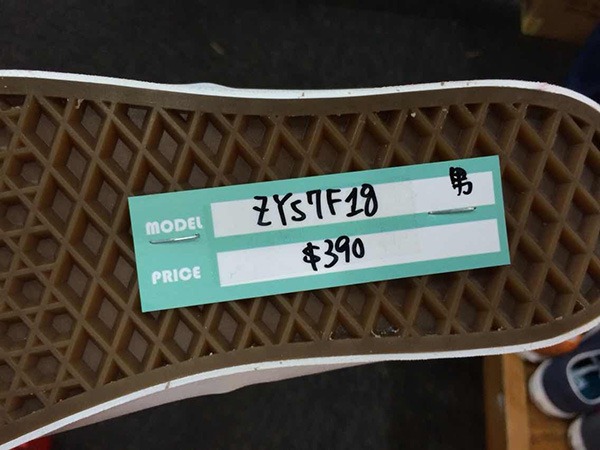 男
MODEL ZYS7F18
PRICE $390